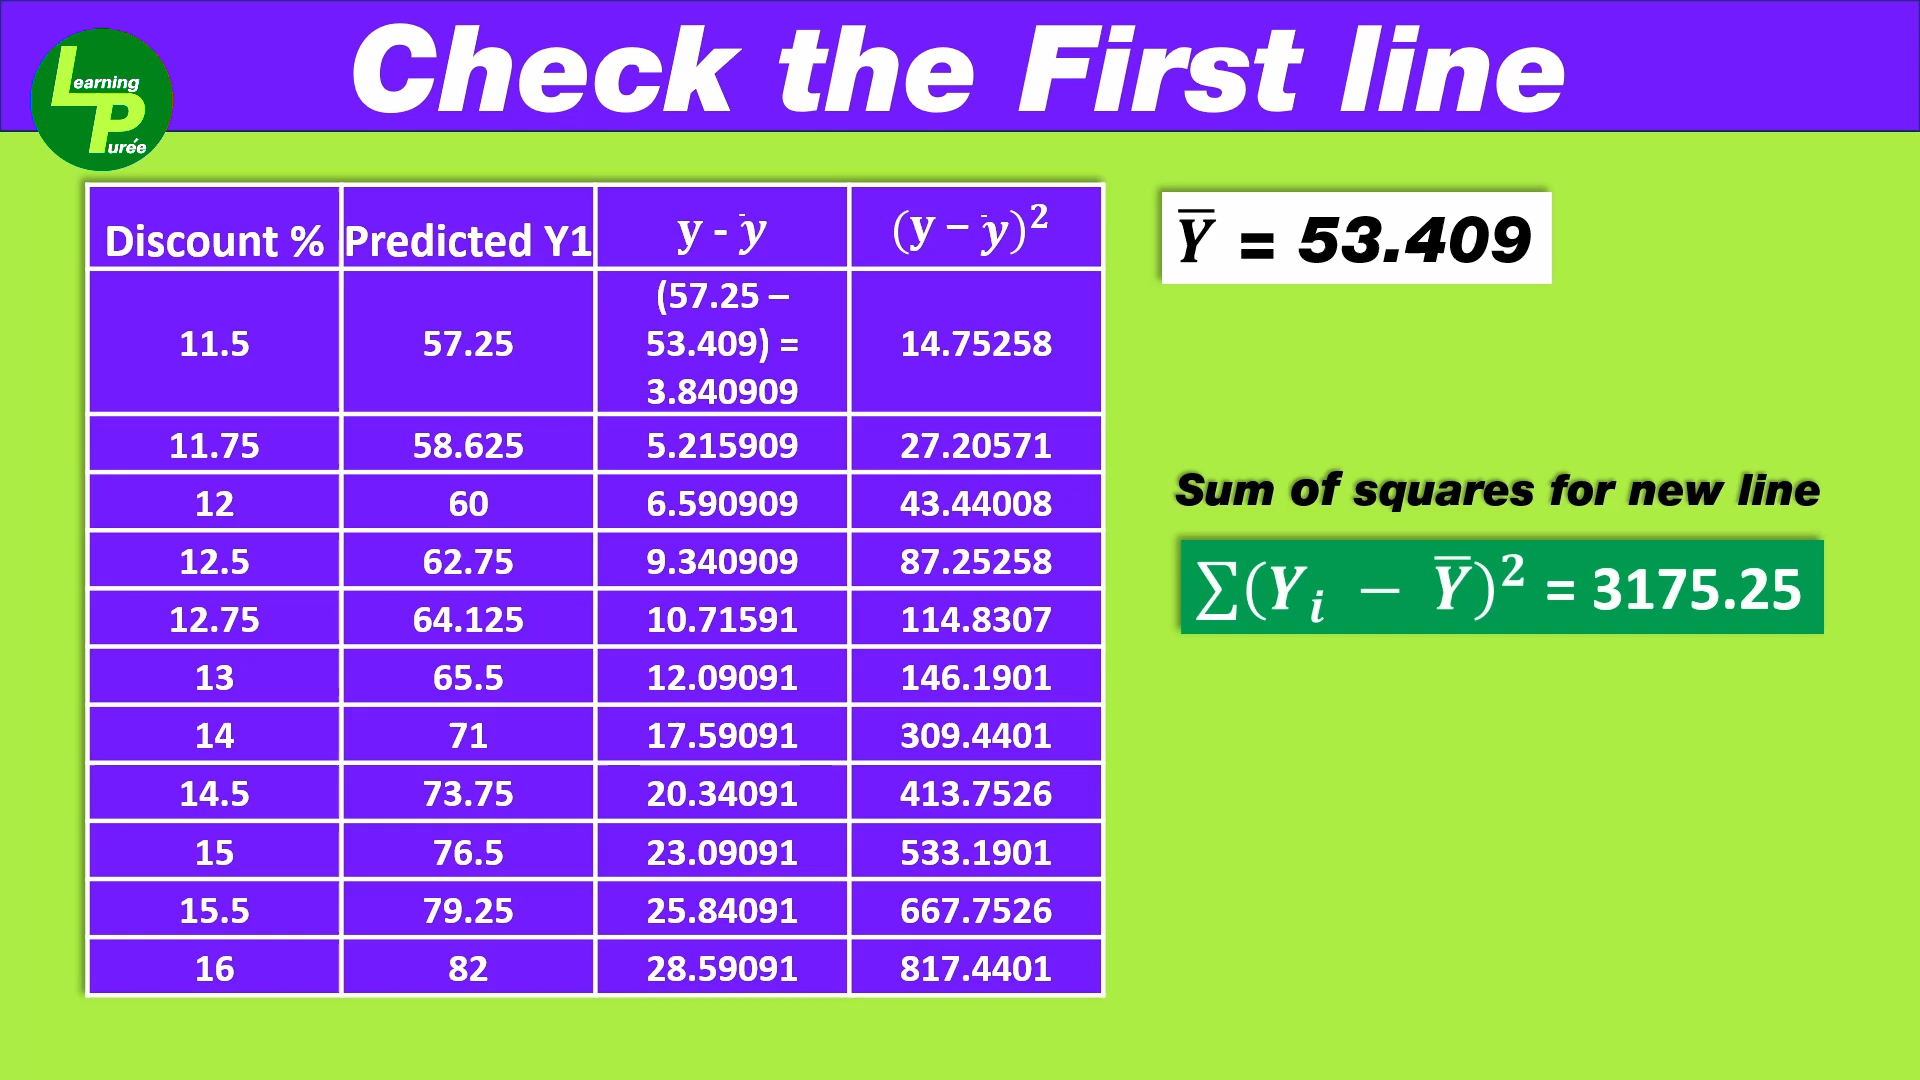 Check the First line
Learning
Purée
Discount % Predicted Y1 y - ȳ (y – ȳ)²
11.5 57.25 (57.25 – 53.409) = 3.840909 14.75258
11.75 58.625 5.215909 27.20571
12 60 6.590909 43.44008
12.5 62.75 9.340909 87.25258
12.75 64.125 10.71591 114.8307
13 65.5 12.09091 146.1901
14 71 17.59091 309.4401
14.5 73.75 20.34091 413.7526
15 76.5 23.09091 533.1901
15.5 79.25 25.84091 667.7526
16 82 28.59091 817.4401
Y̅ = 53.409
Sum of squares for new line
∑(Yᵢ − Y̅)² = 3175.25